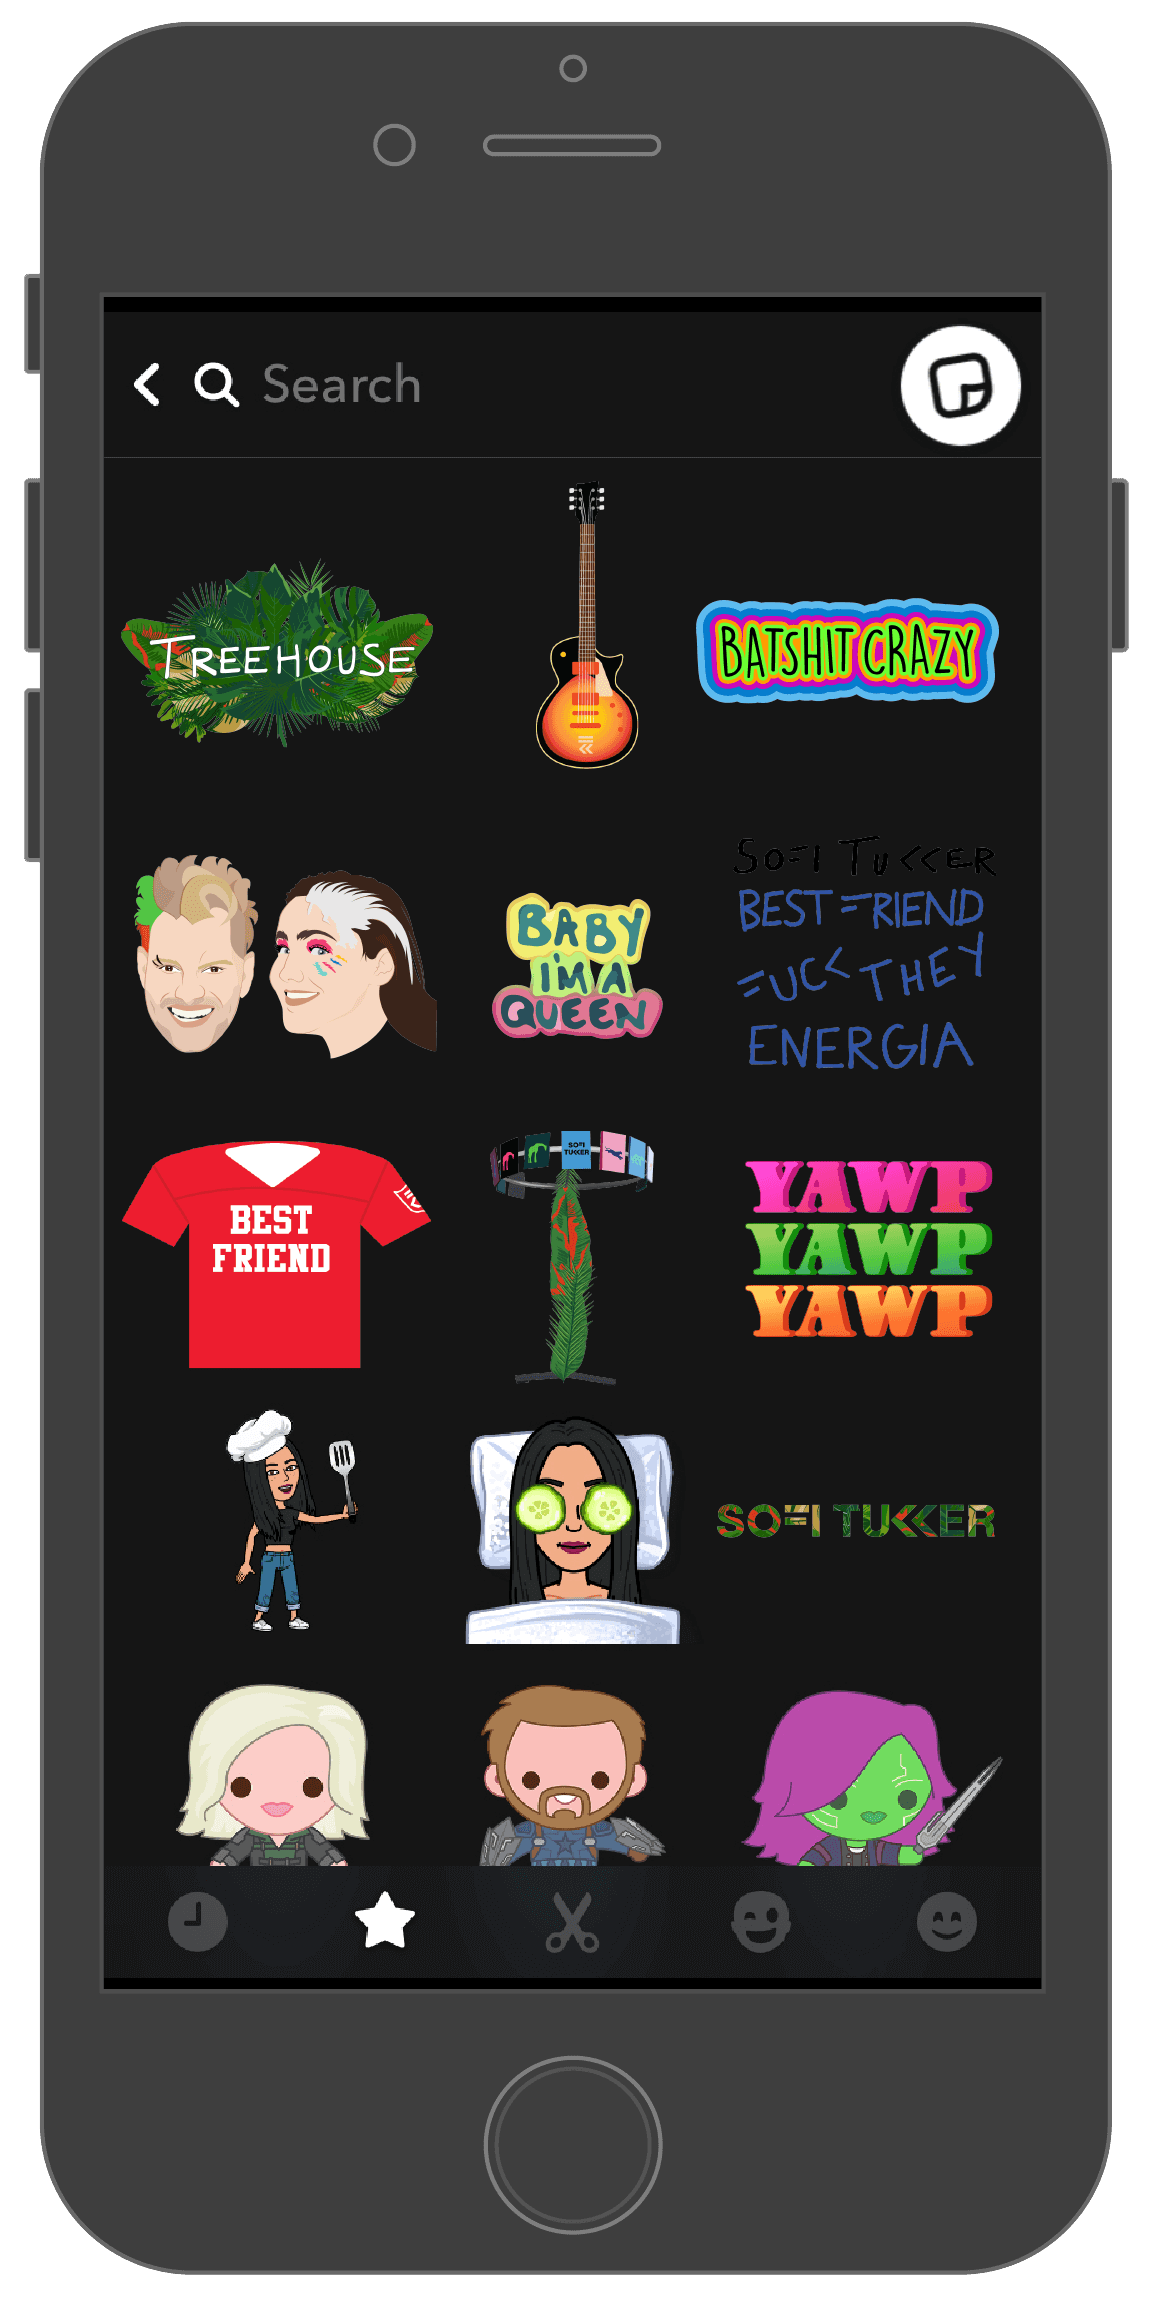 Search
TREEHOUSE
BATSHIT CRAZY
BABY
I'M A
QUEEN
SOFI TUKKER
BEST FRIEND
FUCK THEY
ENERGIA
BEST
FRIEND
SOFI
TUKKER
YAWP
YAWP
YAWP
SOFI TUKKER